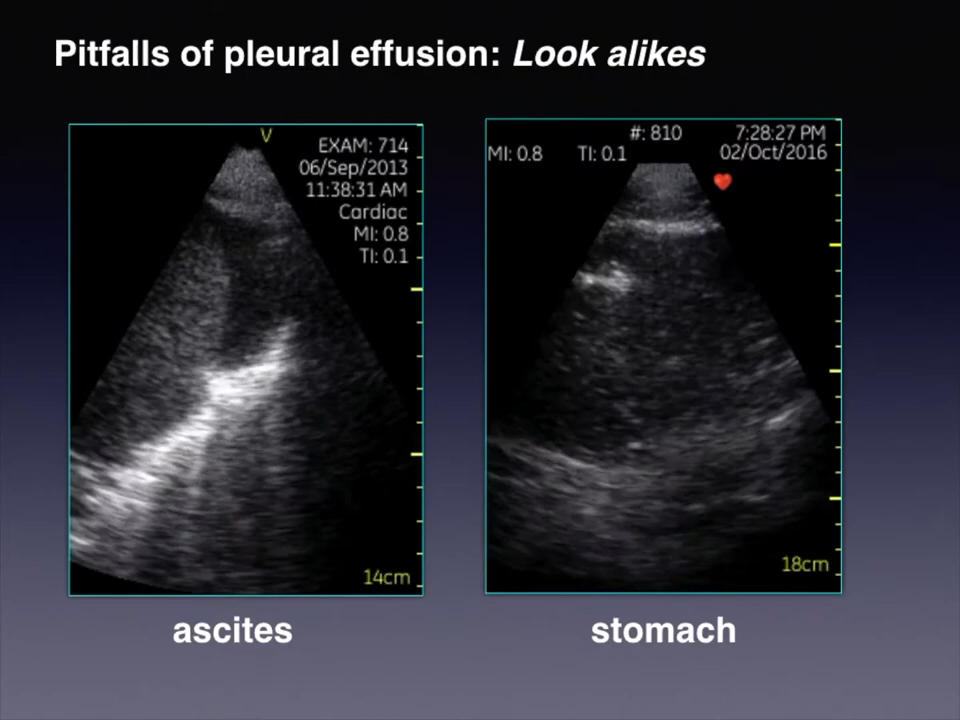 Pitfalls of pleural effusion: Look alikes
V
EXAM: 714
06/Sep/2013
11:38:31 AM
Cardiac
MI: 0.8
TI: 0.1
14cm
#: 810 7:28:27 PM
MI: 0.8 TI: 0.1 02/Oct/2016
18cm
ascites
stomach